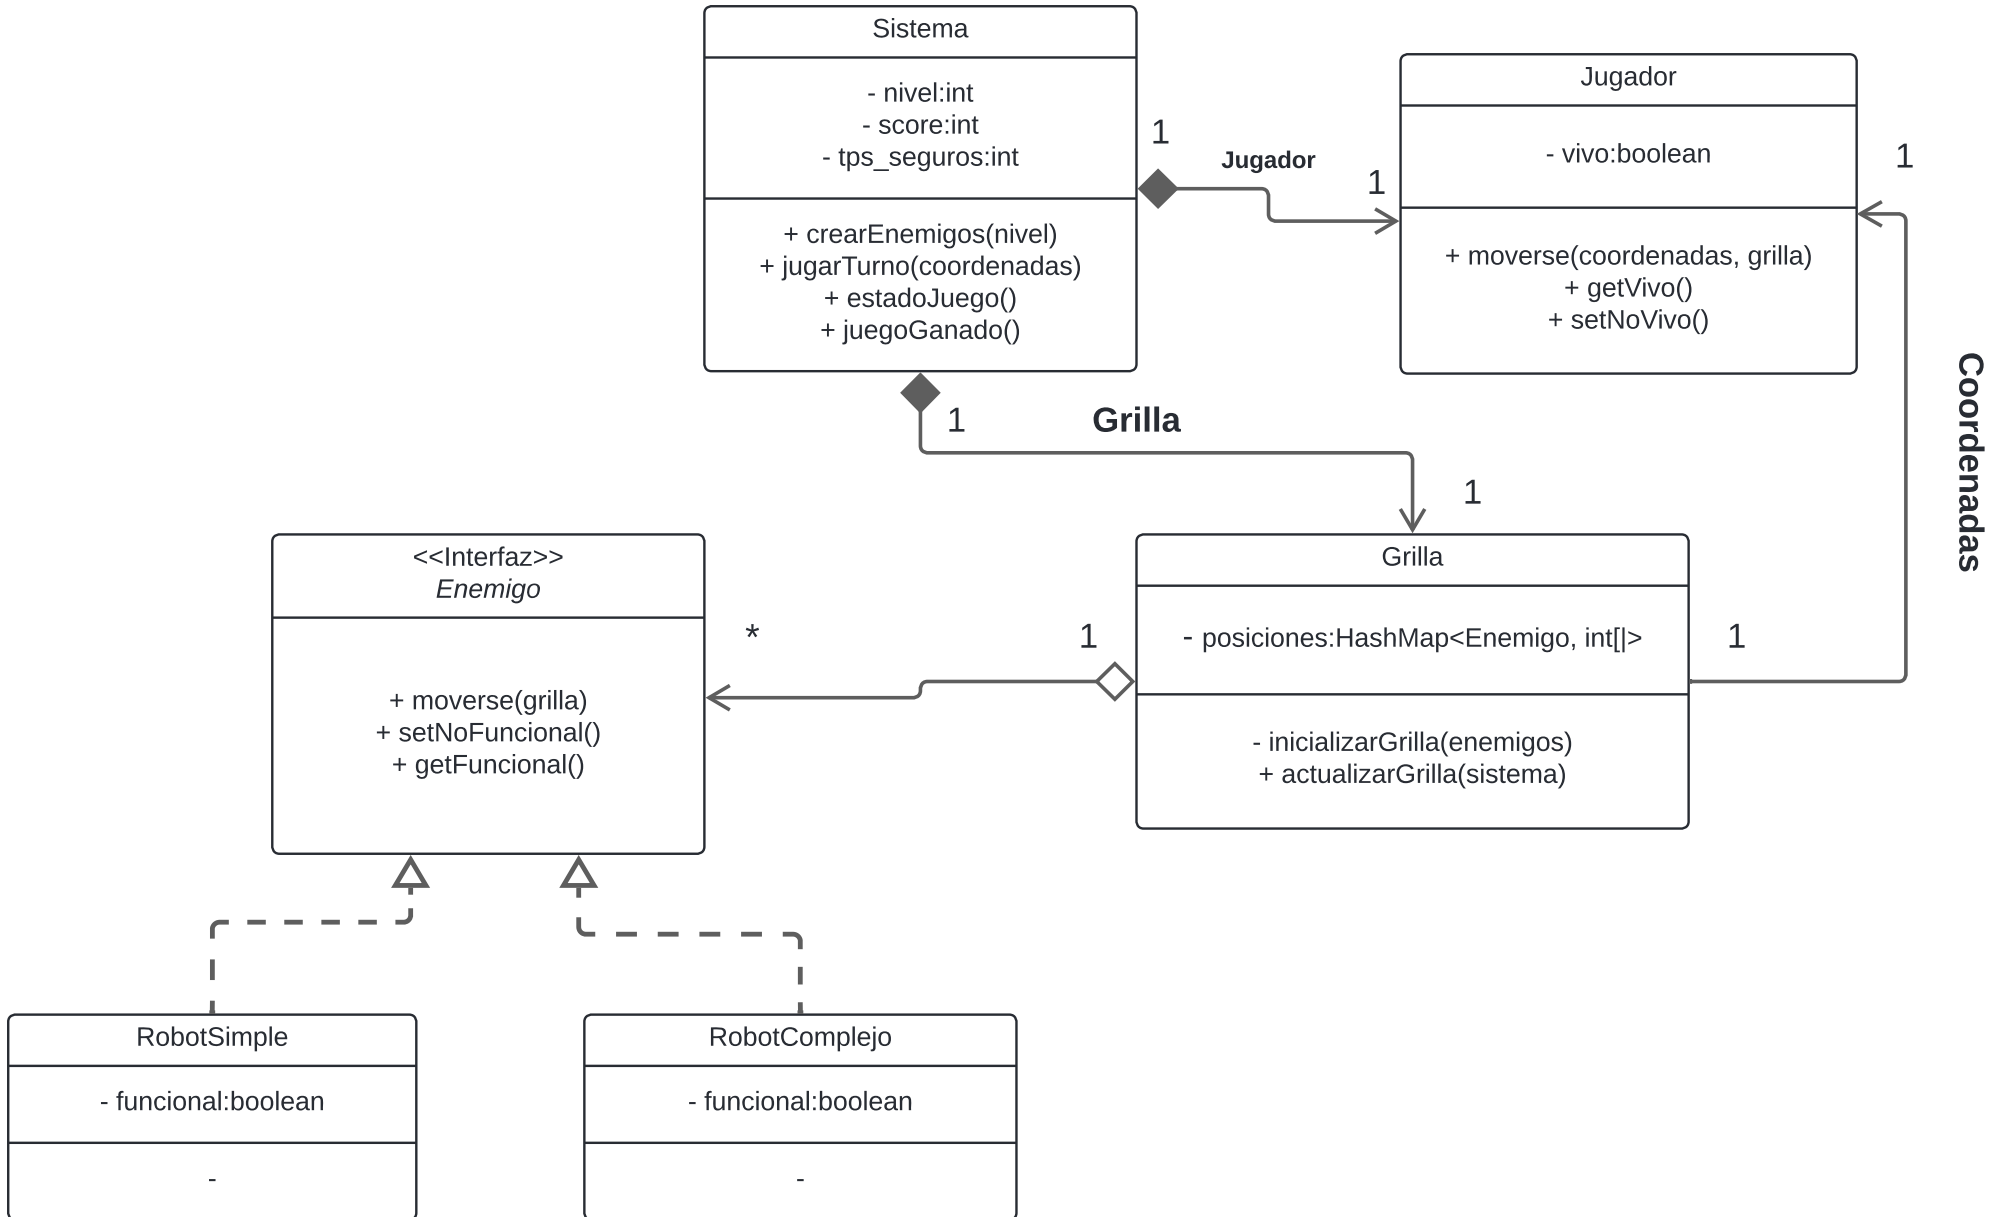 Sistema
- nivel:int
- score:int
- tps_seguros:int
+ crearEnemigos(nivel)
+ jugarTurno(coordenadas)
+ estadoJuego()
+ juegoGanado()
1
Jugador
1
Jugador
- vivo:boolean
+ moverse(coordenadas, grilla)
+ getVivo()
+ setNoVivo()
1
Coordenadas
1
Grilla
1
<<Interfaz>>
Enemigo
+ moverse(grilla)
+ setNoFuncional()
+ getFuncional()
*
1
Grilla
- posiciones:HashMap<Enemigo, int[|>
- inicializarGrilla(enemigos)
+ actualizarGrilla(sistema)
1
RobotSimple
- funcional:boolean
-
RobotComplejo
- funcional:boolean
-